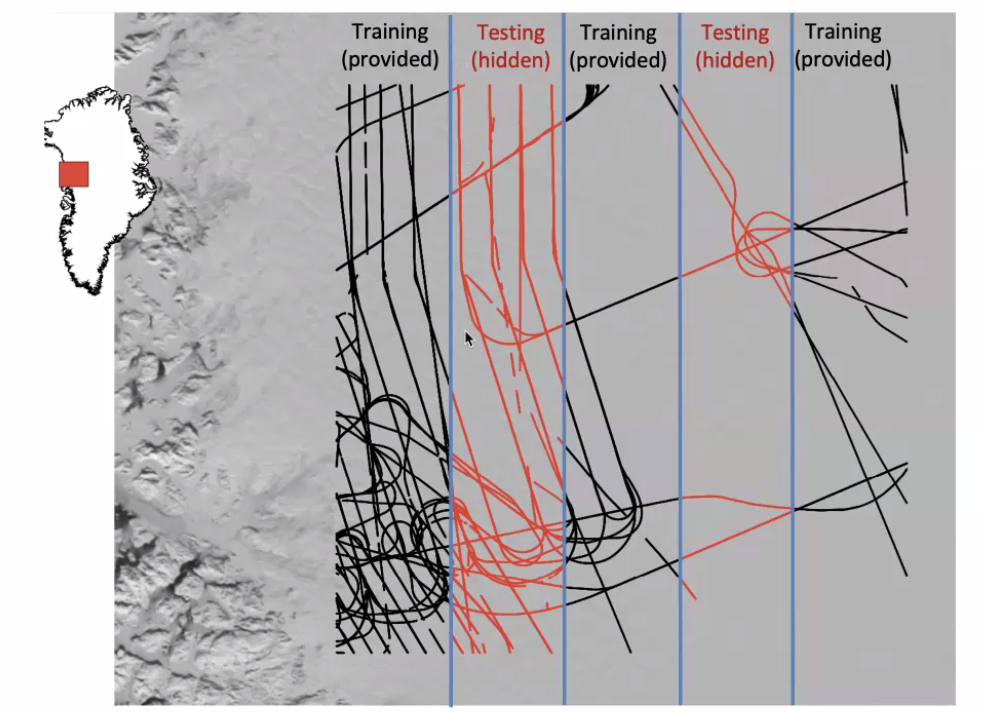 Training
(provided)
Testing
(hidden)
Training
(provided)
Testing
(hidden)
Training
(provided)